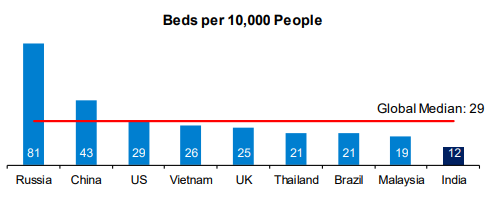 Beds per 10,000 People
Global Median: 29
81 43 29 26 25 21 21 19 12
Russia China US Vietnam UK Thailand Brazil Malaysia India